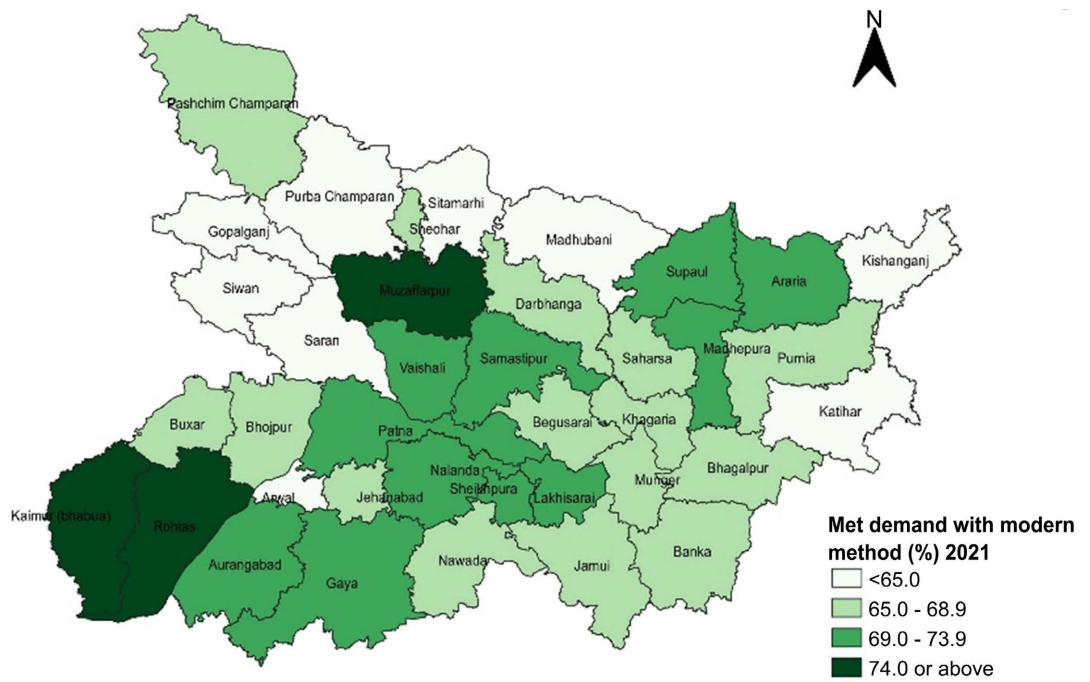 N
Pashchim Champaran
Purba Champaran
Sitamarhi
Sheohar
Gopalganj
Madhubani
Kishanganj
Siwan
Muzaffarpur
Supaul
Araria
Darbhanga
Saran
Vaishali
Samastipur
Saharsa
Madhepura
Purnia
Katihar
Buxar
Bhojpur
Patna
Begusarai
Khagaria
Nalanda
Bhagalpur
Munger
Sheikhpura
Lakhisarai
Arwal
Jehanabad
Kaimur (bhabua)
Rohtas
Aurangabad
Gaya
Nawada
Jamui
Banka
Met demand with modern
method (%) 2021
<65.0
65.0 - 68.9
69.0 - 73.9
74.0 or above